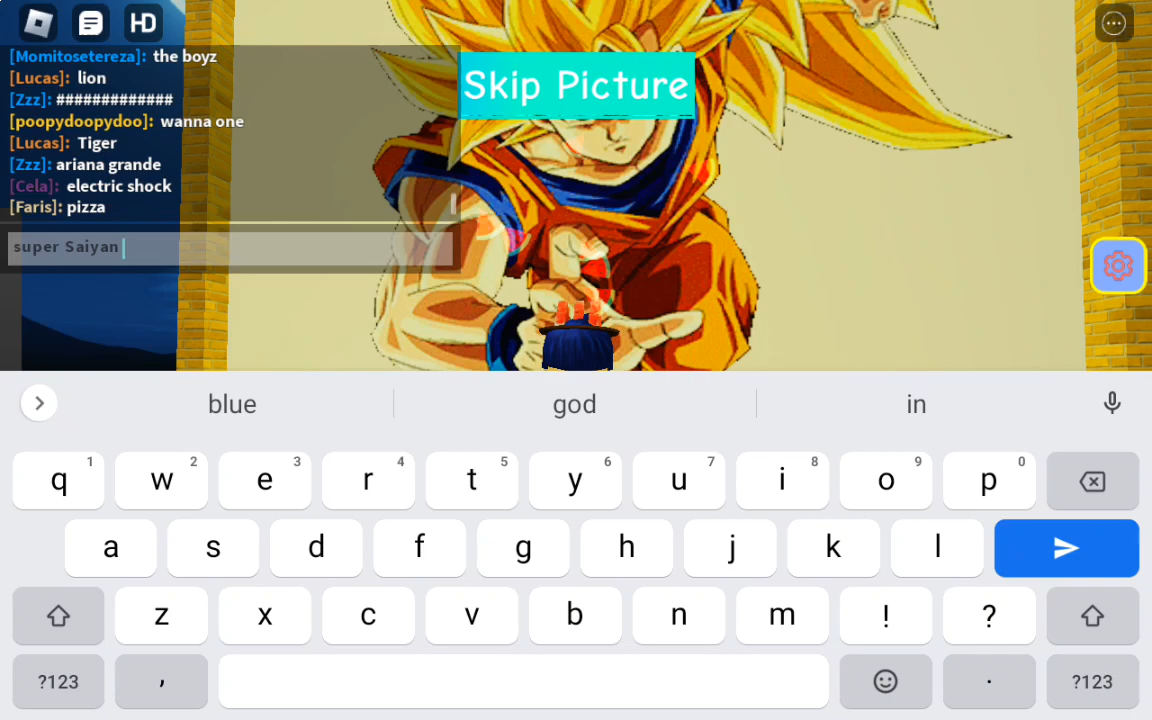 HD
[Momitosetereza]: the boyz
[Lucas]: lion
[Zzz]: #############
[poopydoopydoo]: wanna one
[Lucas]: Tiger
[Zzz]: ariana grande
[Cela]: electric shock
[Faris]: pizza
super Saiyan
Skip Picture
blue god in
q 1 w 2 e 3 r 4 t 5 y 6 u 7 i 8 o 9 p 0
a s d f g h j k l
z x c v b n m ! ?
?123 , . ?123